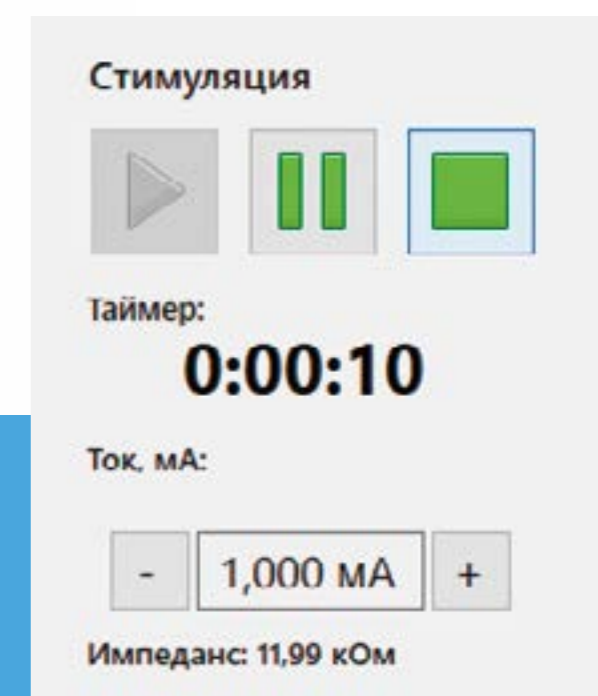 Стимуляция
Таймер:
0:00:10
Ток, мА:
- 1,000 мА +
Импеданс: 11,99 кОм